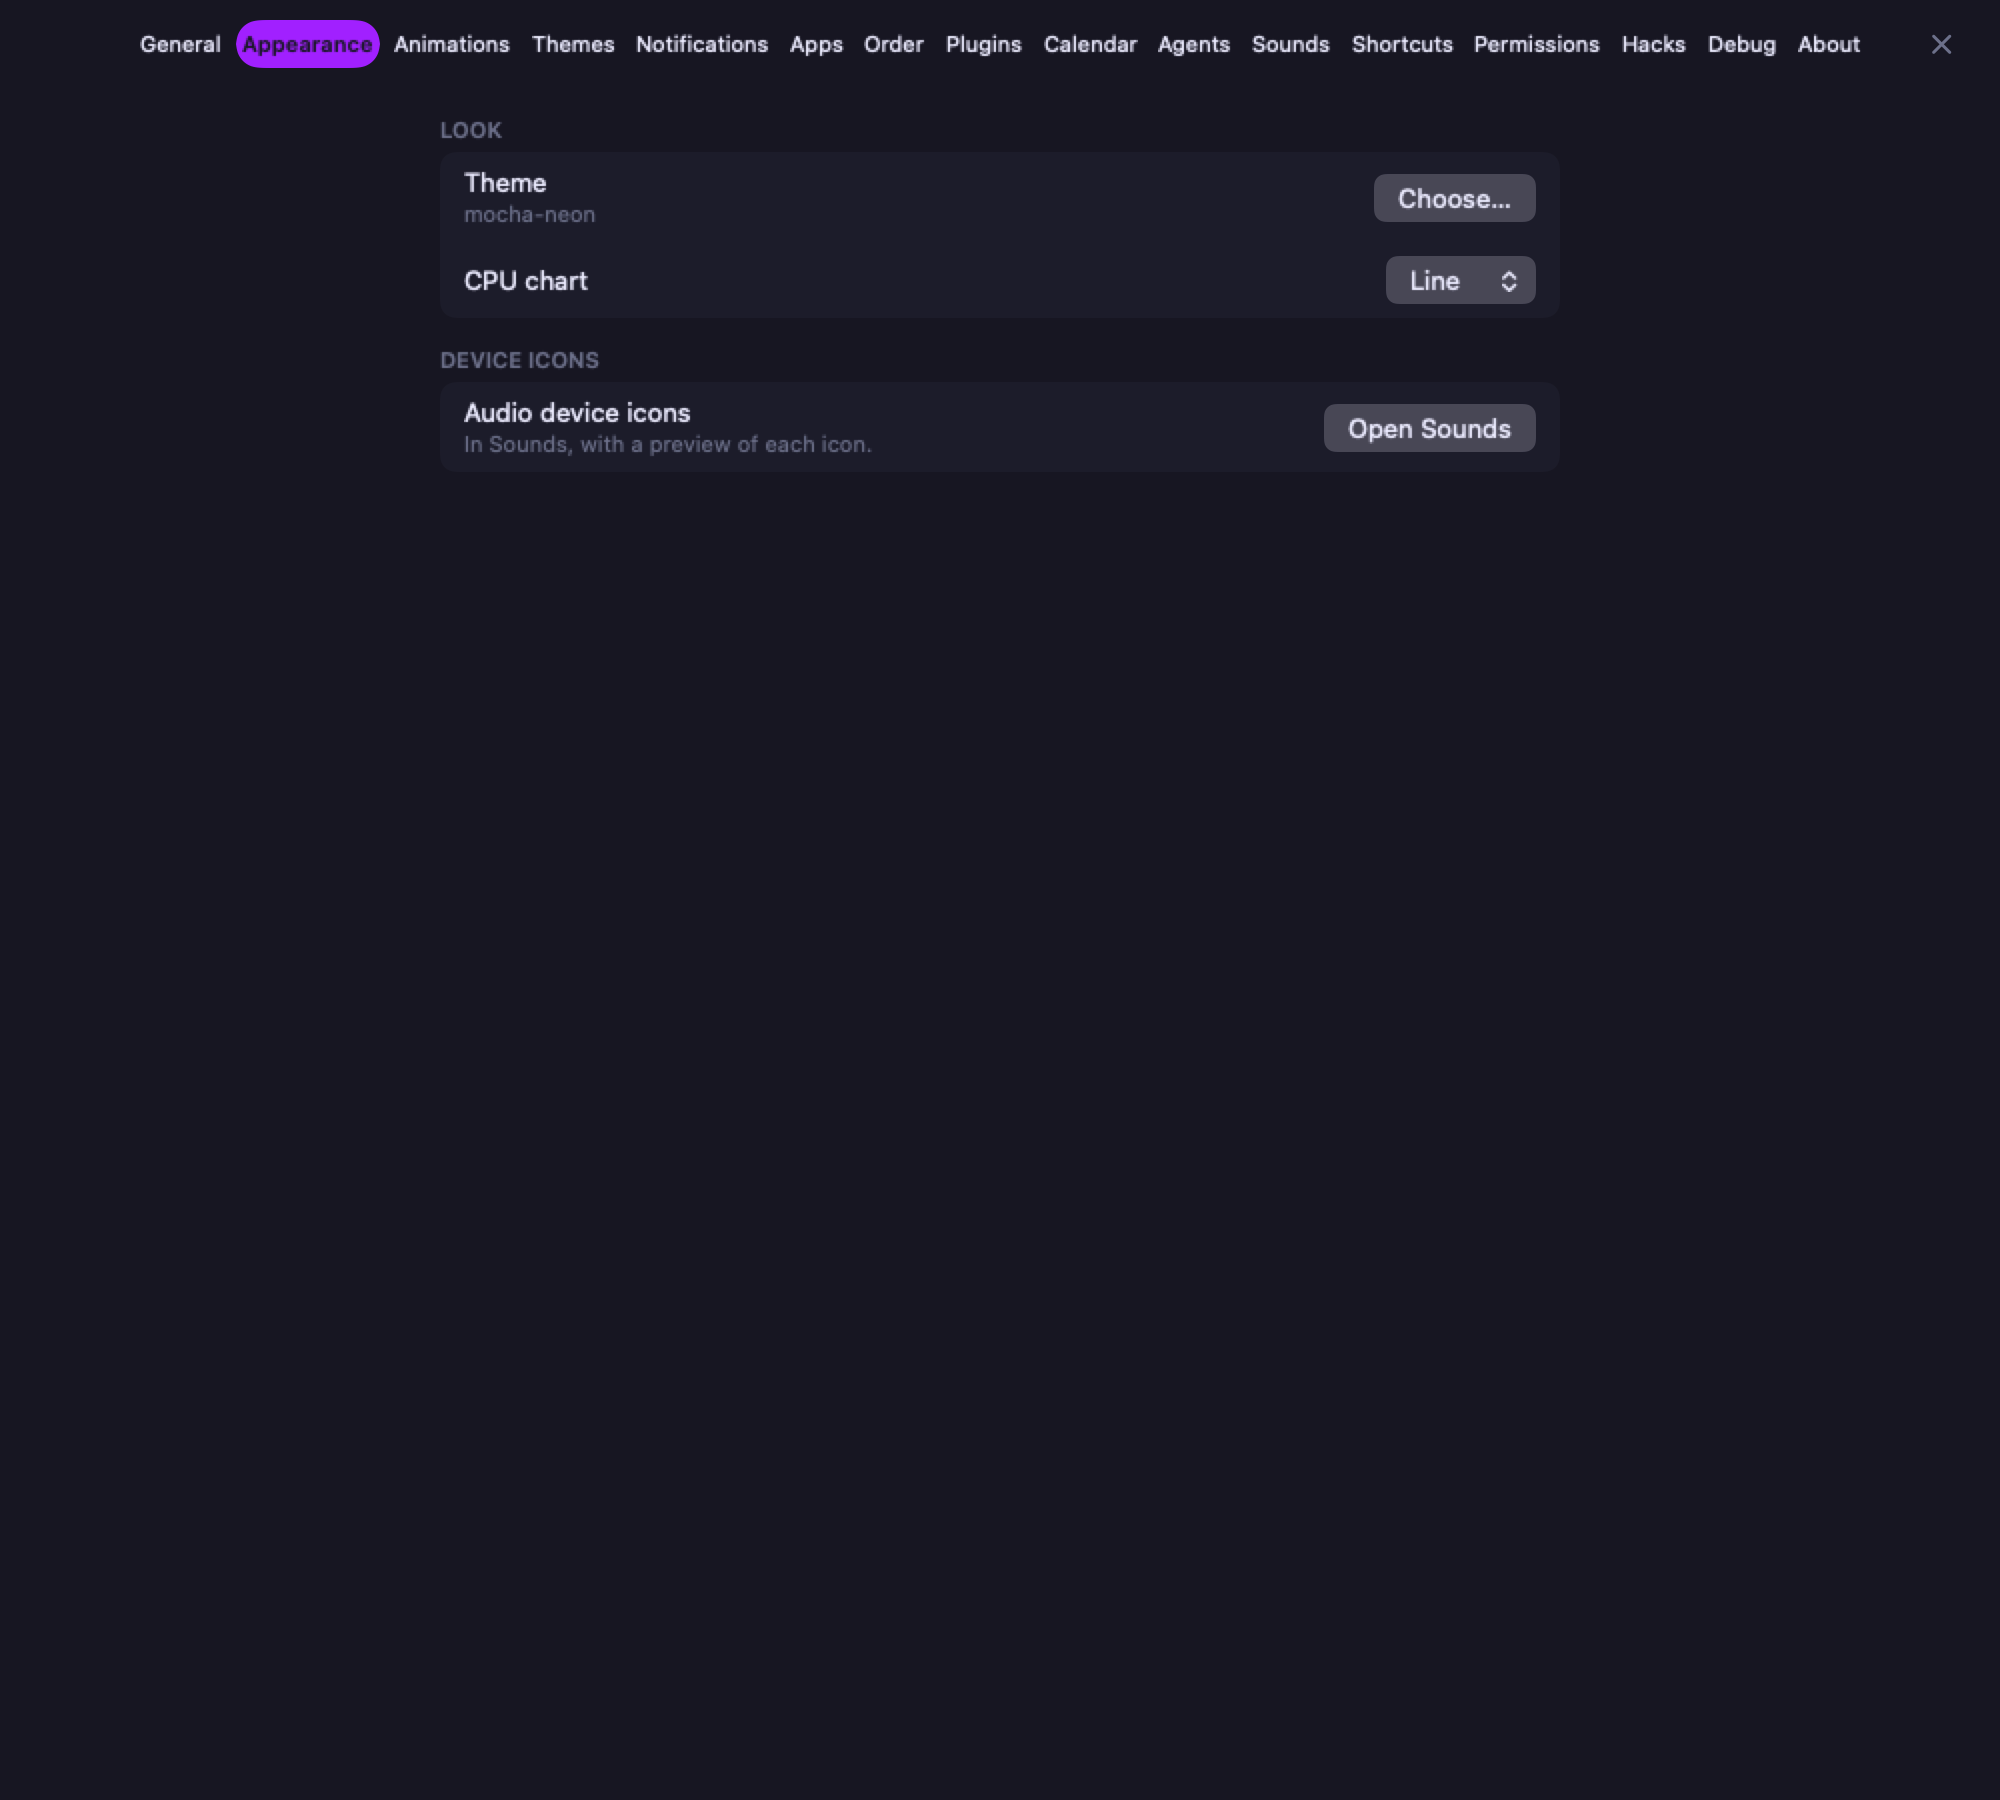 General Appearance Animations Themes Notifications Apps Order Plugins Calendar Agents Sounds Shortcuts Permissions Hacks Debug About
LOOK
Theme
mocha-neon
Choose...
CPU chart
Line
DEVICE ICONS
Audio device icons
In Sounds, with a preview of each icon.
Open Sounds